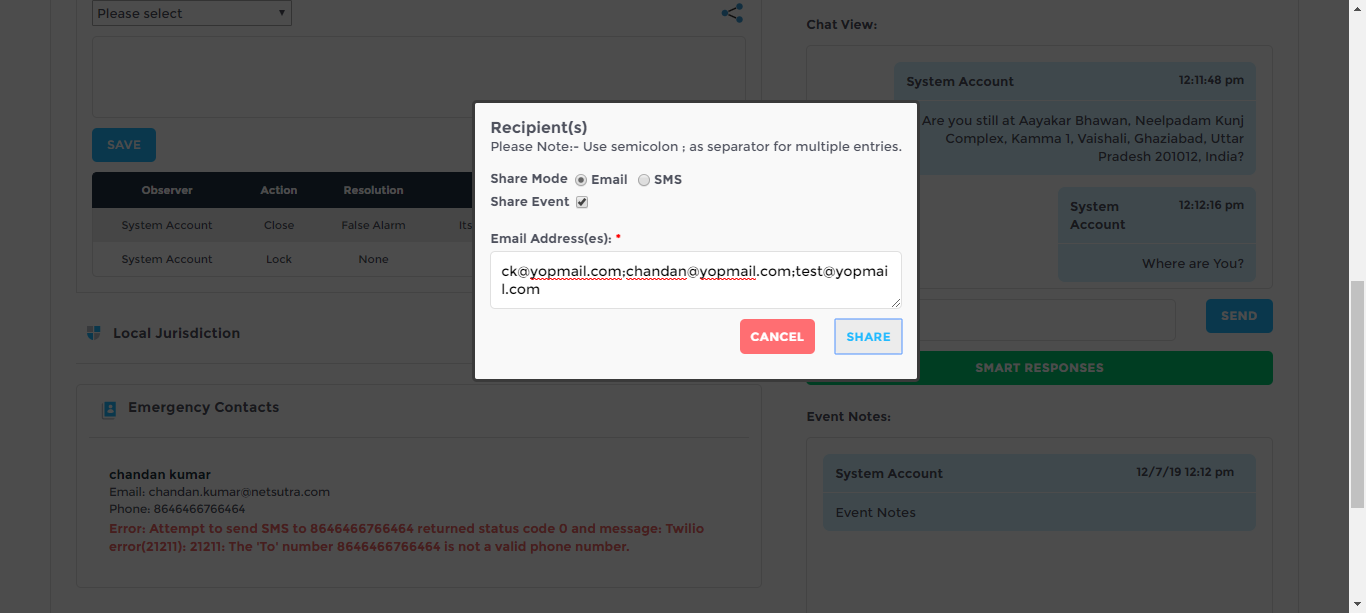 Please select
SAVE
Observer Action Resolution
System Account Close False Alarm Its
System Account Lock None
Local Jurisdiction
Emergency Contacts
chandan kumar
Email: chandan.kumar@netsutra.com
Phone: 8646466766464
Error: Attempt to send SMS to 8646466766464 returned status code 0 and message: Twilio
error(21211): 21211: The 'To' number 8646466766464 is not a valid phone number.
Recipient(s)
Please Note:- Use semicolon ; as separator for multiple entries.
Share Mode Email SMS
Share Event
Email Address(es): *
ck@yopmail.com;chandan@yopmail.com;test@yopmai
l.com
CANCEL SHARE
Chat View:
System Account 12:11:48 pm
Are you still at Aayakar Bhawan, Neelpadam Kunj
Complex, Kamma 1, Vaishali, Ghaziabad, Uttar
Pradesh 201012, India?
System 12:12:16 pm
Account
Where are You?
SEND
SMART RESPONSES
Event Notes:
System Account 12/7/19 12:12 pm
Event Notes